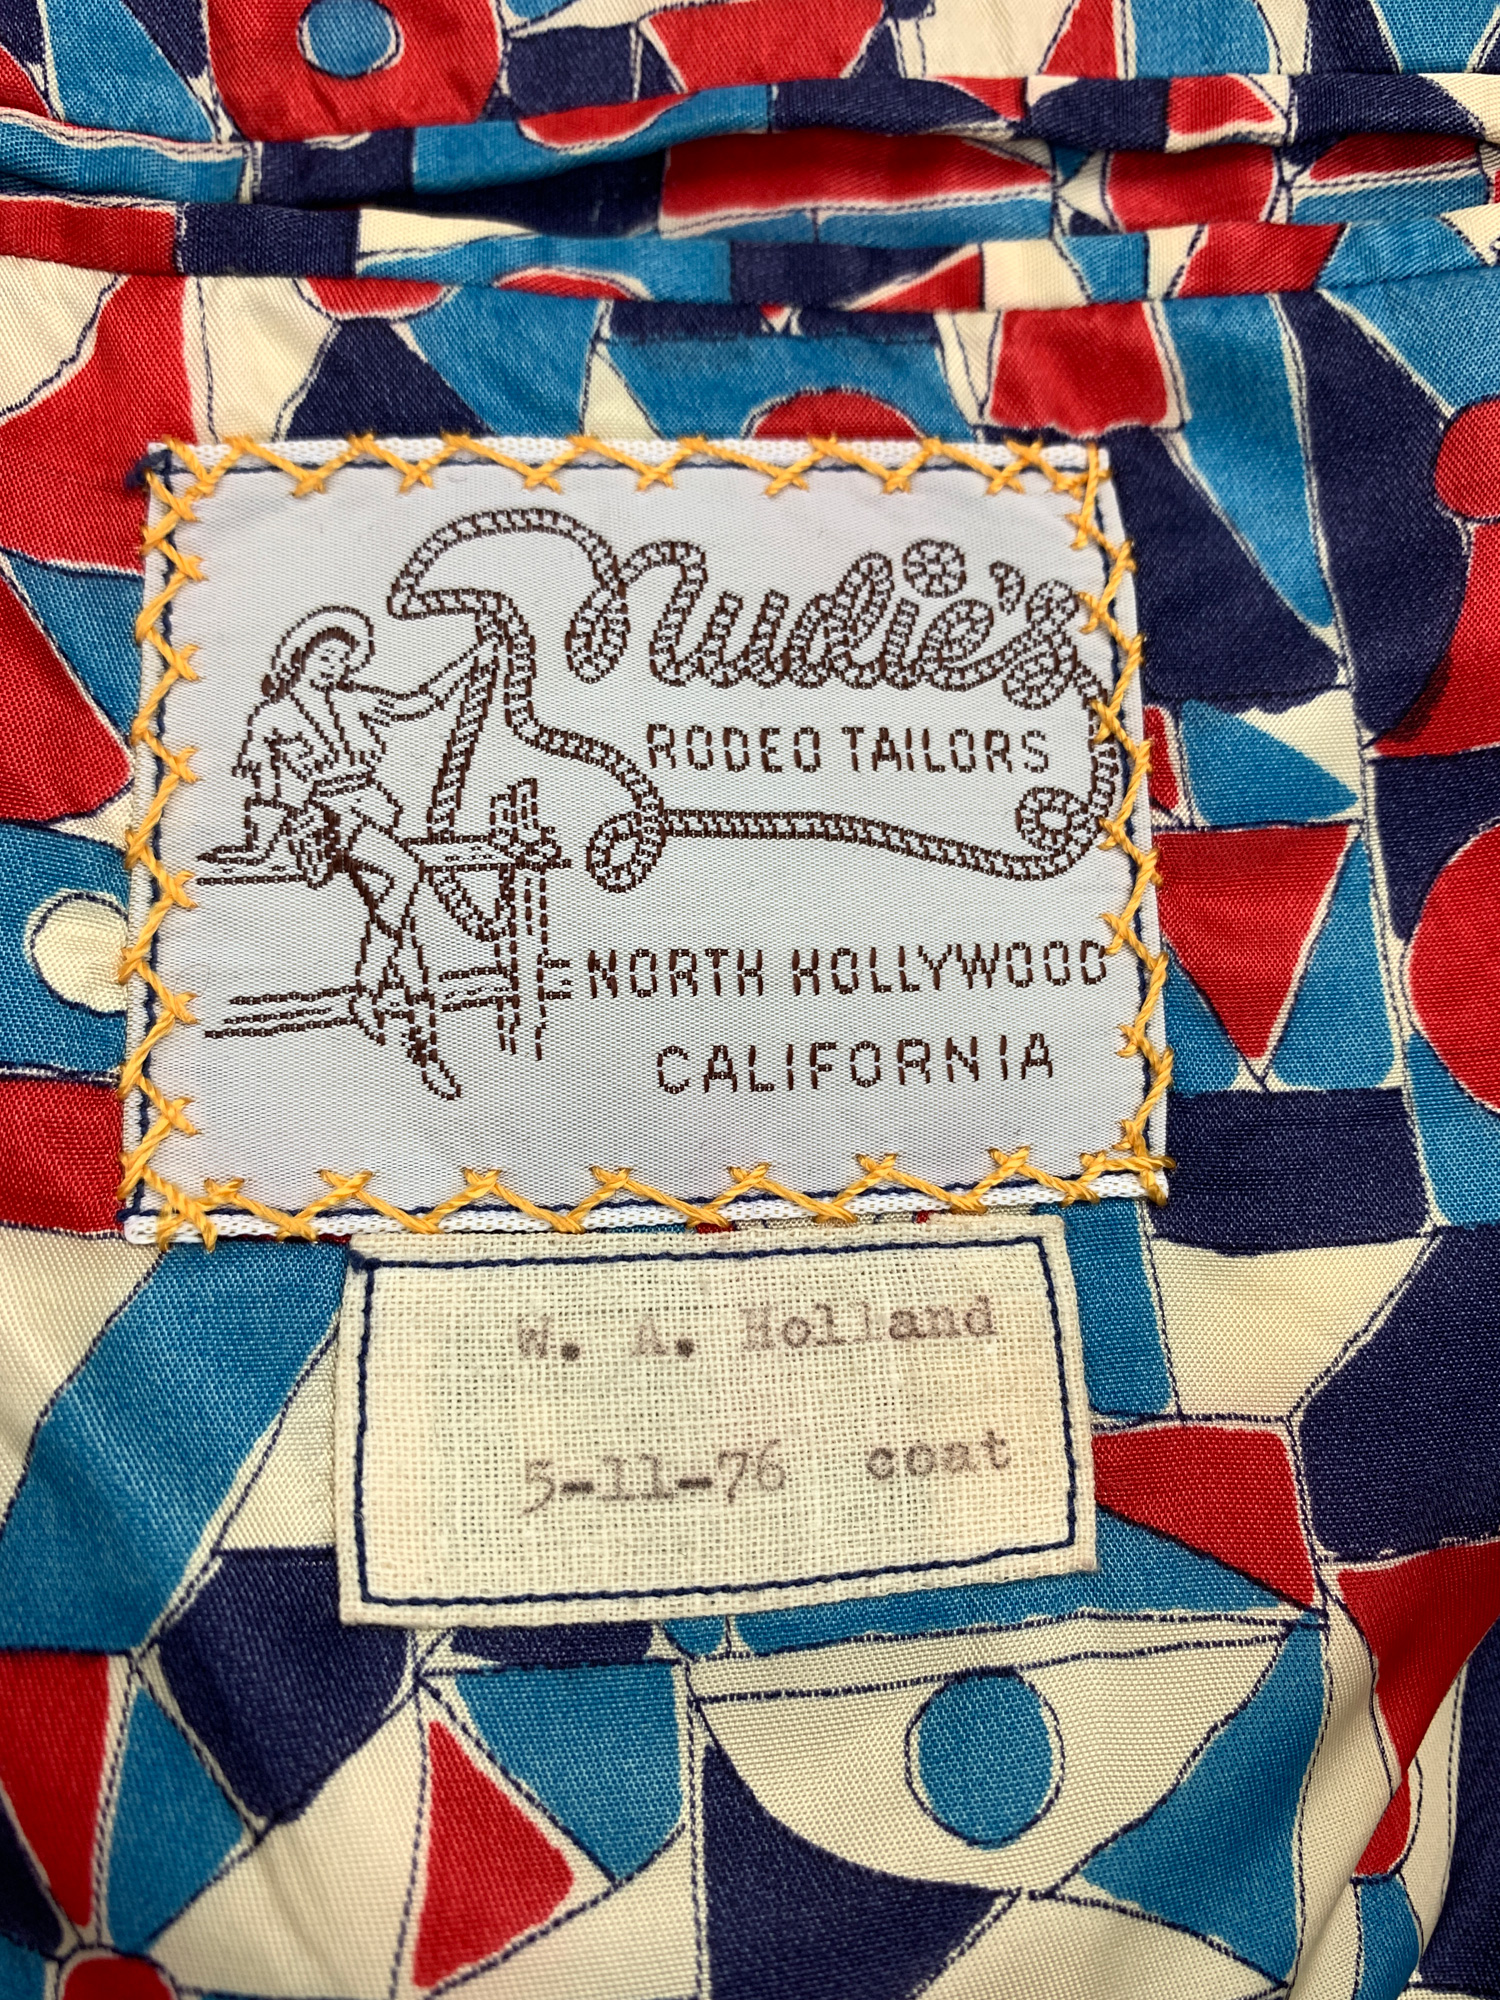 Nudie's
RODEO TAILORS
NORTH HOLLYWOOD
CALIFORNIA
W. A. Holland
5-11-76 coat